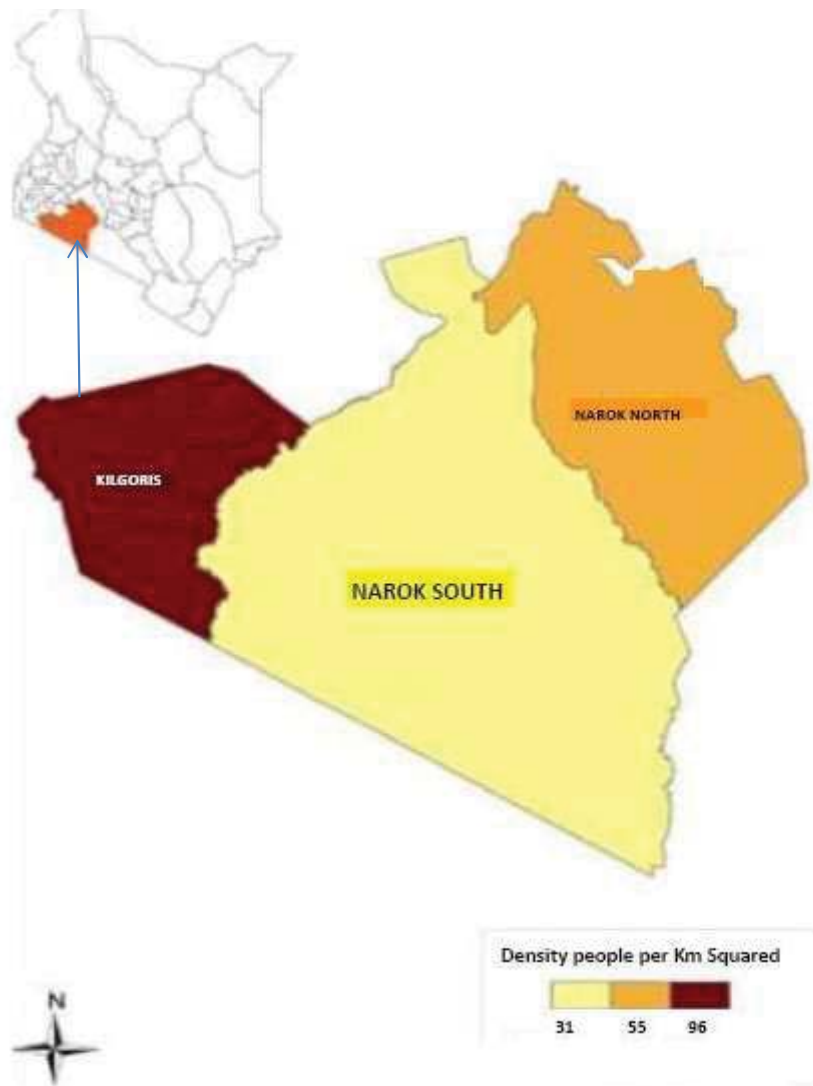 NAROK NORTH
KILGORIS
NAROK SOUTH
Density people per Km Squared
31 55 96
N